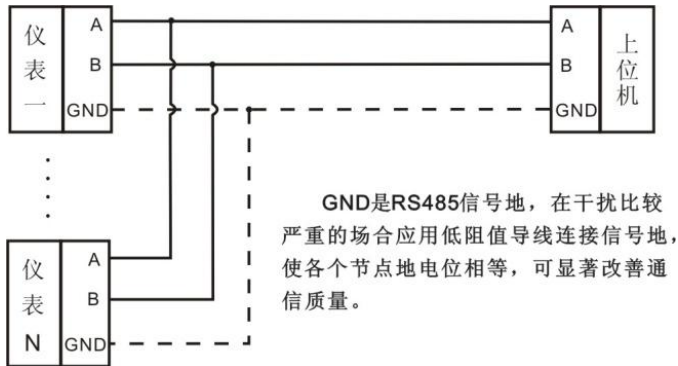 仪表一
A
B
GND
A
B
GND
上位机
仪表N
A
B
GND
GND是RS485信号地，在干扰比较
严重的场合应用低阻值导线连接信号地，
使各个节点地电位相等，可显著改善通
信质量。